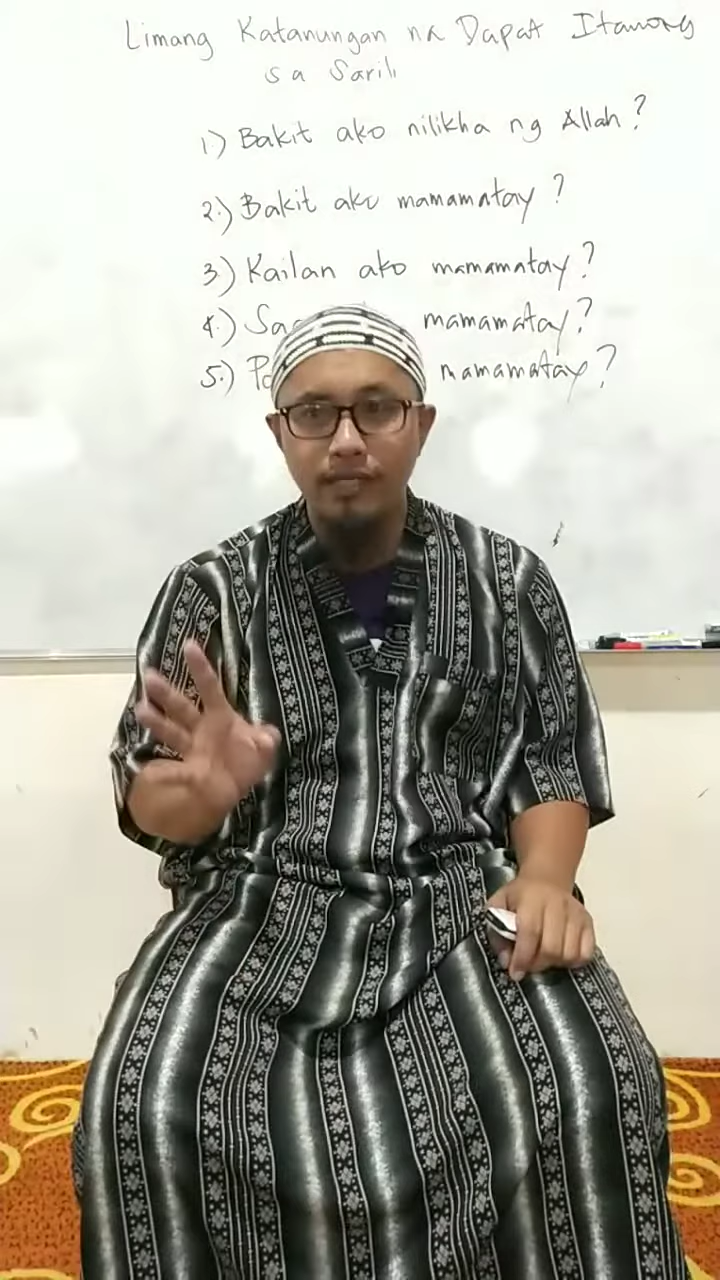 Limang Katanungan na Dapat Itanong
sa Sarili
1.) Bakit ako nilikha ng Allah?
2.) Bakit ako mamamatay?
3.) Kailan ako mamamatay?
4.) mamamatay?
5.) mamamatay?